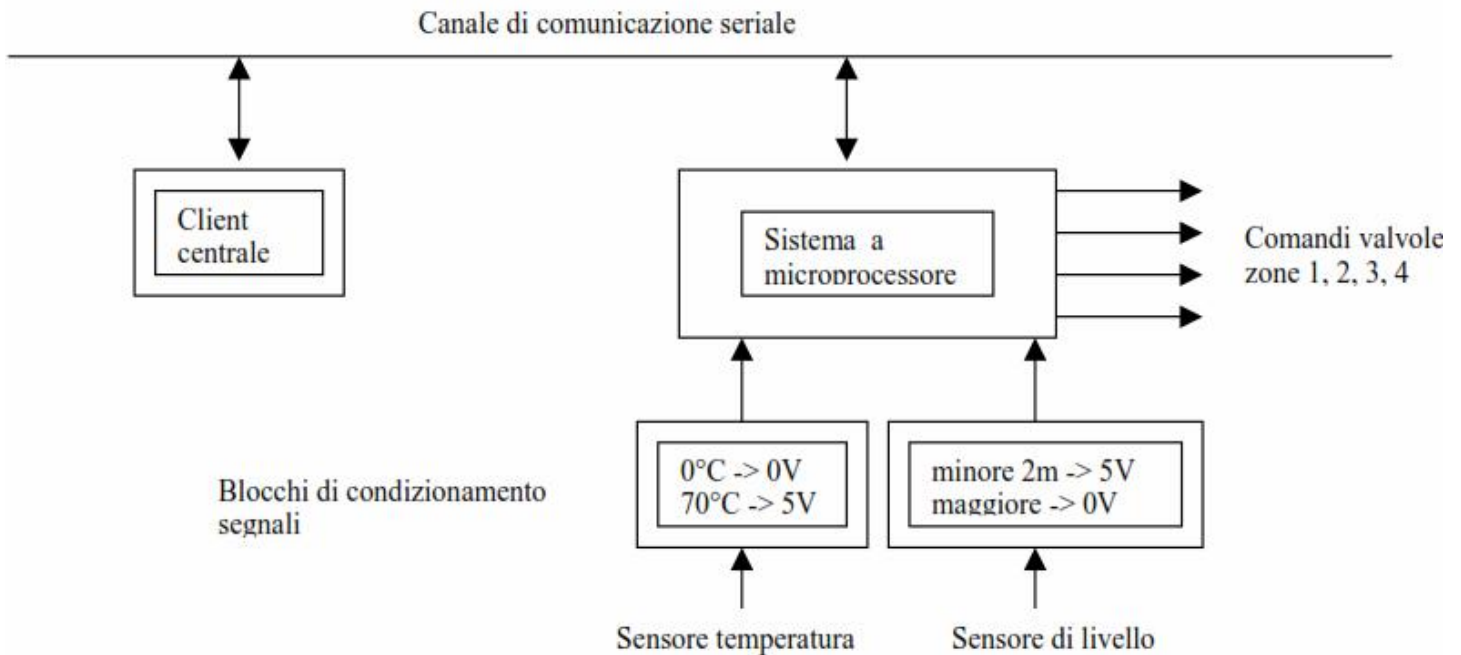 Canale di comunicazione seriale
Client
centrale
Sistema a
microprocessore
Comandi valvole
zone 1, 2, 3, 4
Blocchi di condizionamento
segnali
0°C -> 0V
70°C -> 5V
minore 2m -> 5V
maggiore -> 0V
Sensore temperatura
Sensore di livello